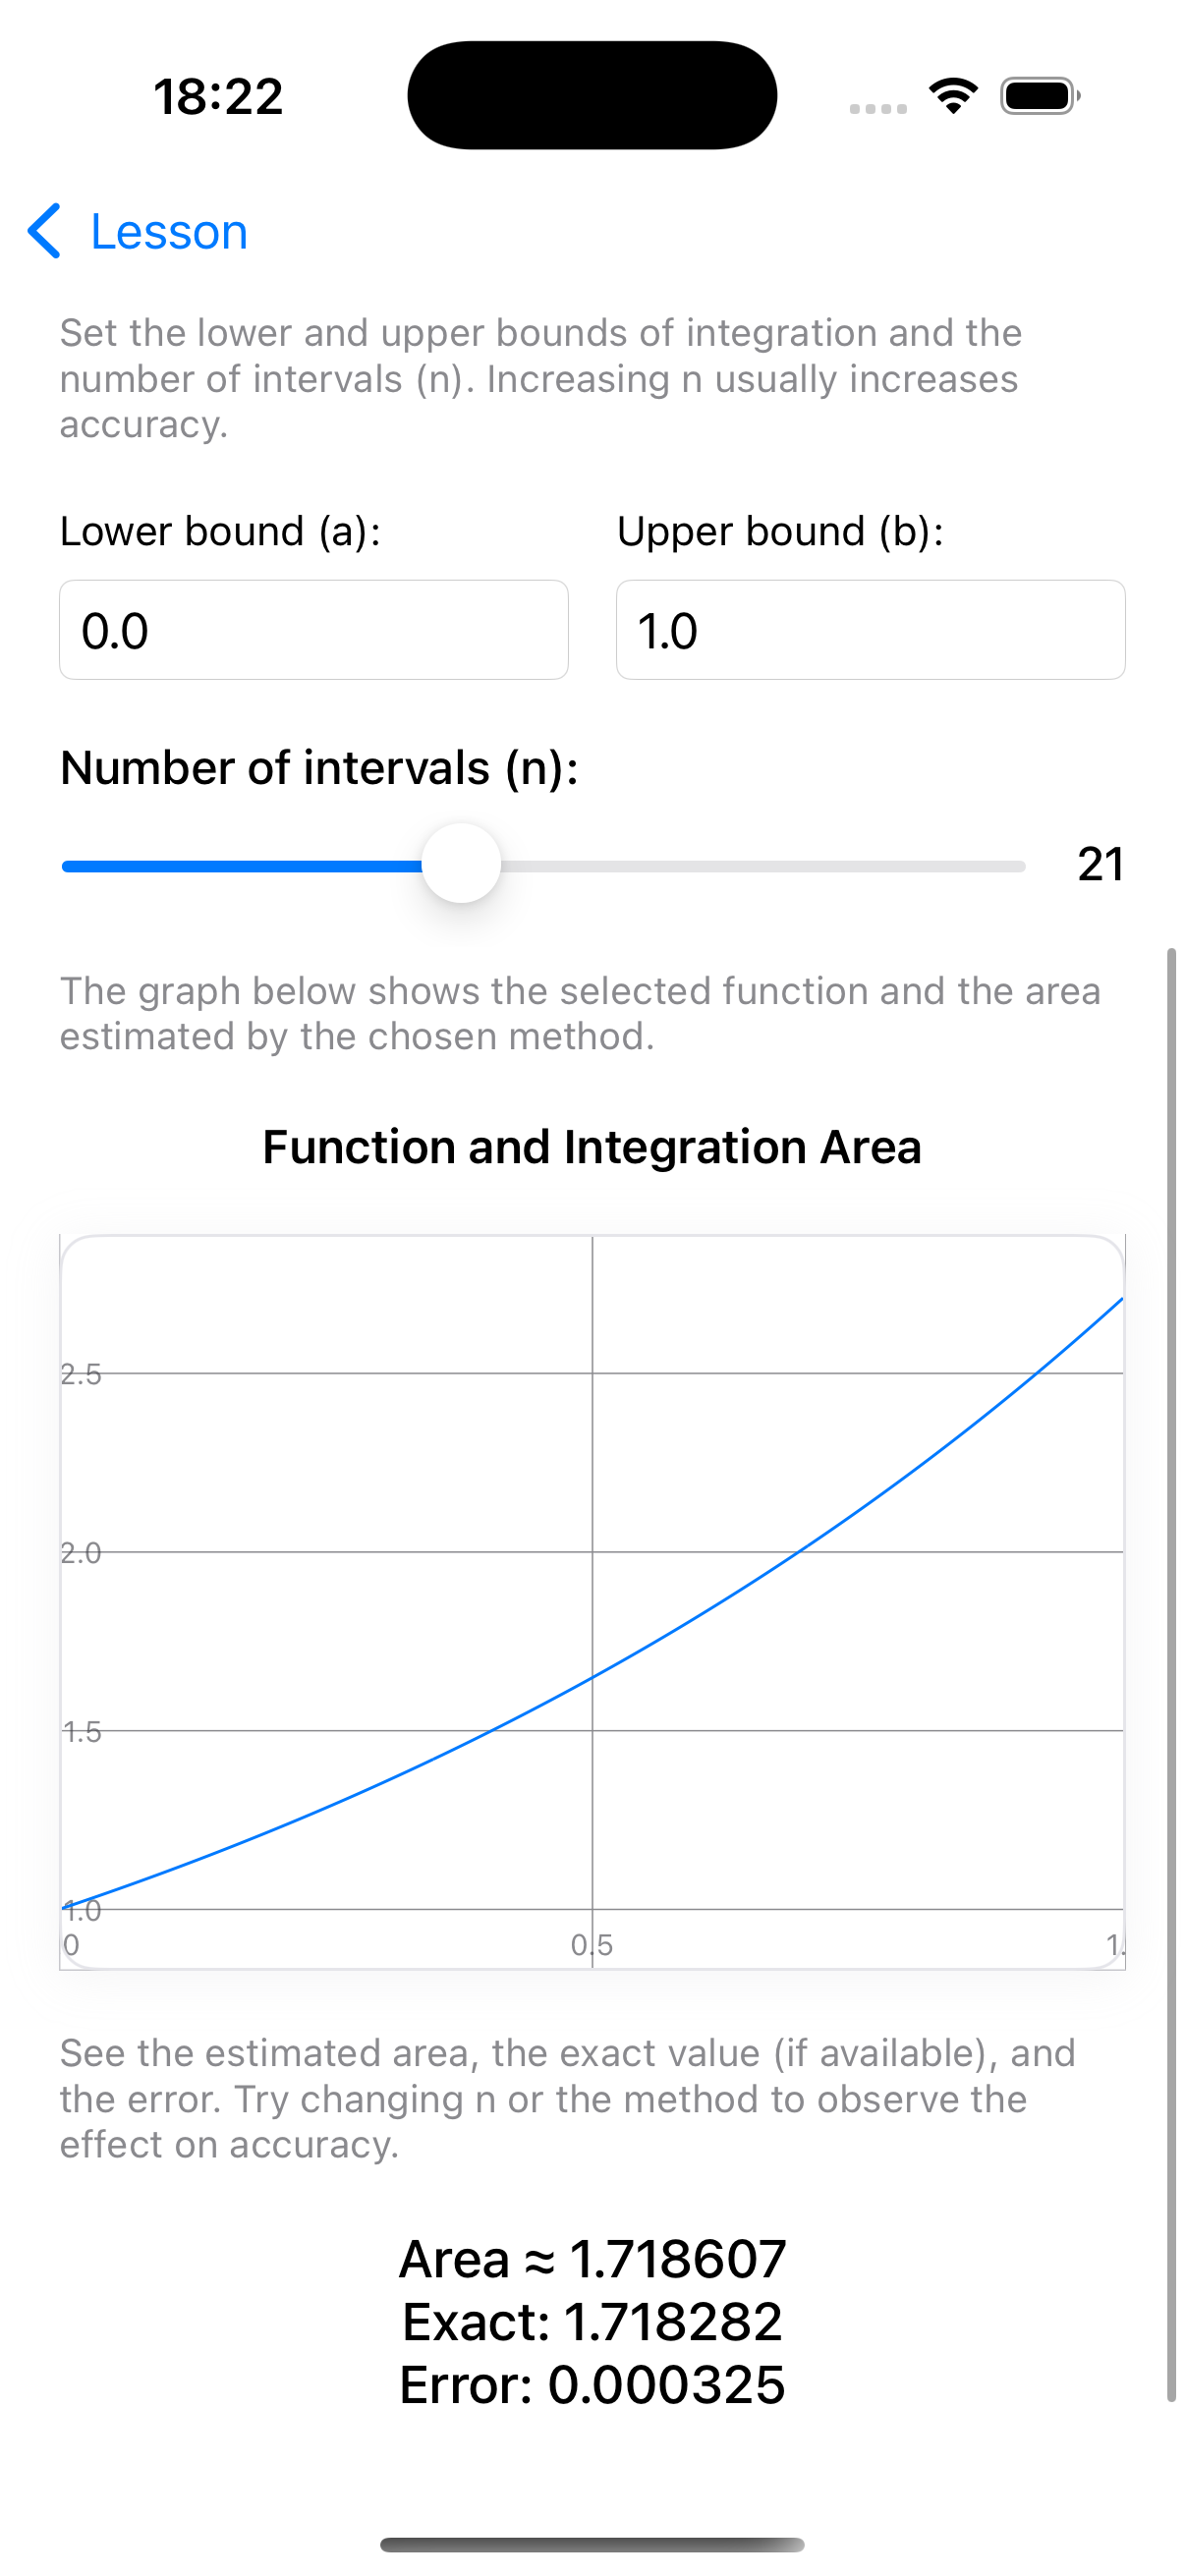 18:22
Lesson
Set the lower and upper bounds of integration and the
number of intervals (n). Increasing n usually increases
accuracy.
Lower bound (a):
Upper bound (b):
0.0
1.0
Number of intervals (n):
21
The graph below shows the selected function and the area
estimated by the chosen method.
Function and Integration Area
2.5
2.0
1.5
1.0
0
0.5
1.
See the estimated area, the exact value (if available), and
the error. Try changing n or the method to observe the
effect on accuracy.
Area ≈ 1.718607
Exact: 1.718282
Error: 0.000325